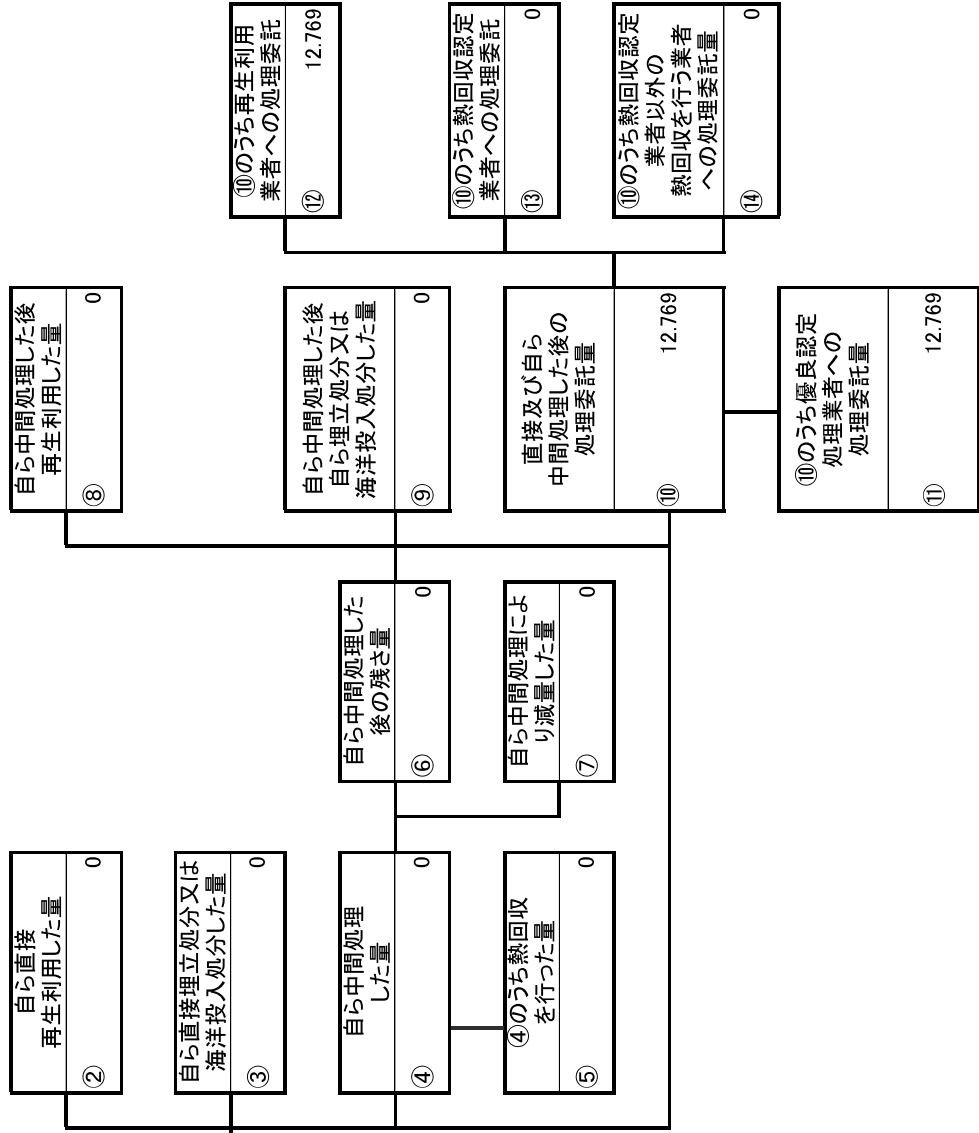 自ら直接
再生利用した量
② 0
自ら直接埋立処分又は
海洋投入処分した量
③ 0
自ら中間処理
した量
④ 0
④のうち熱回収
を行った量
⑤ 0
自ら中間処理した
後の残さ量
⑥ 0
自ら中間処理によ
り減量した量
⑦ 0
自ら中間処理した後
再生利用した量
⑧ 0
自ら中間処理した後
自ら埋立処分又は
海洋投入処分した量
⑨ 0
直接及び自ら
中間処理した後の
処理委託量
⑩ 12.769
⑩のうち優良認定
処理業者への
処理委託量
⑪ 12.769
⑩のうち再生利用
業者への処理委託
⑫ 12.769
⑩のうち熱回収認定
業者への処理委託
⑬ 0
⑩のうち熱回収認定
業者以外の
熱回収を行う業者
への処理委託量
⑭ 0